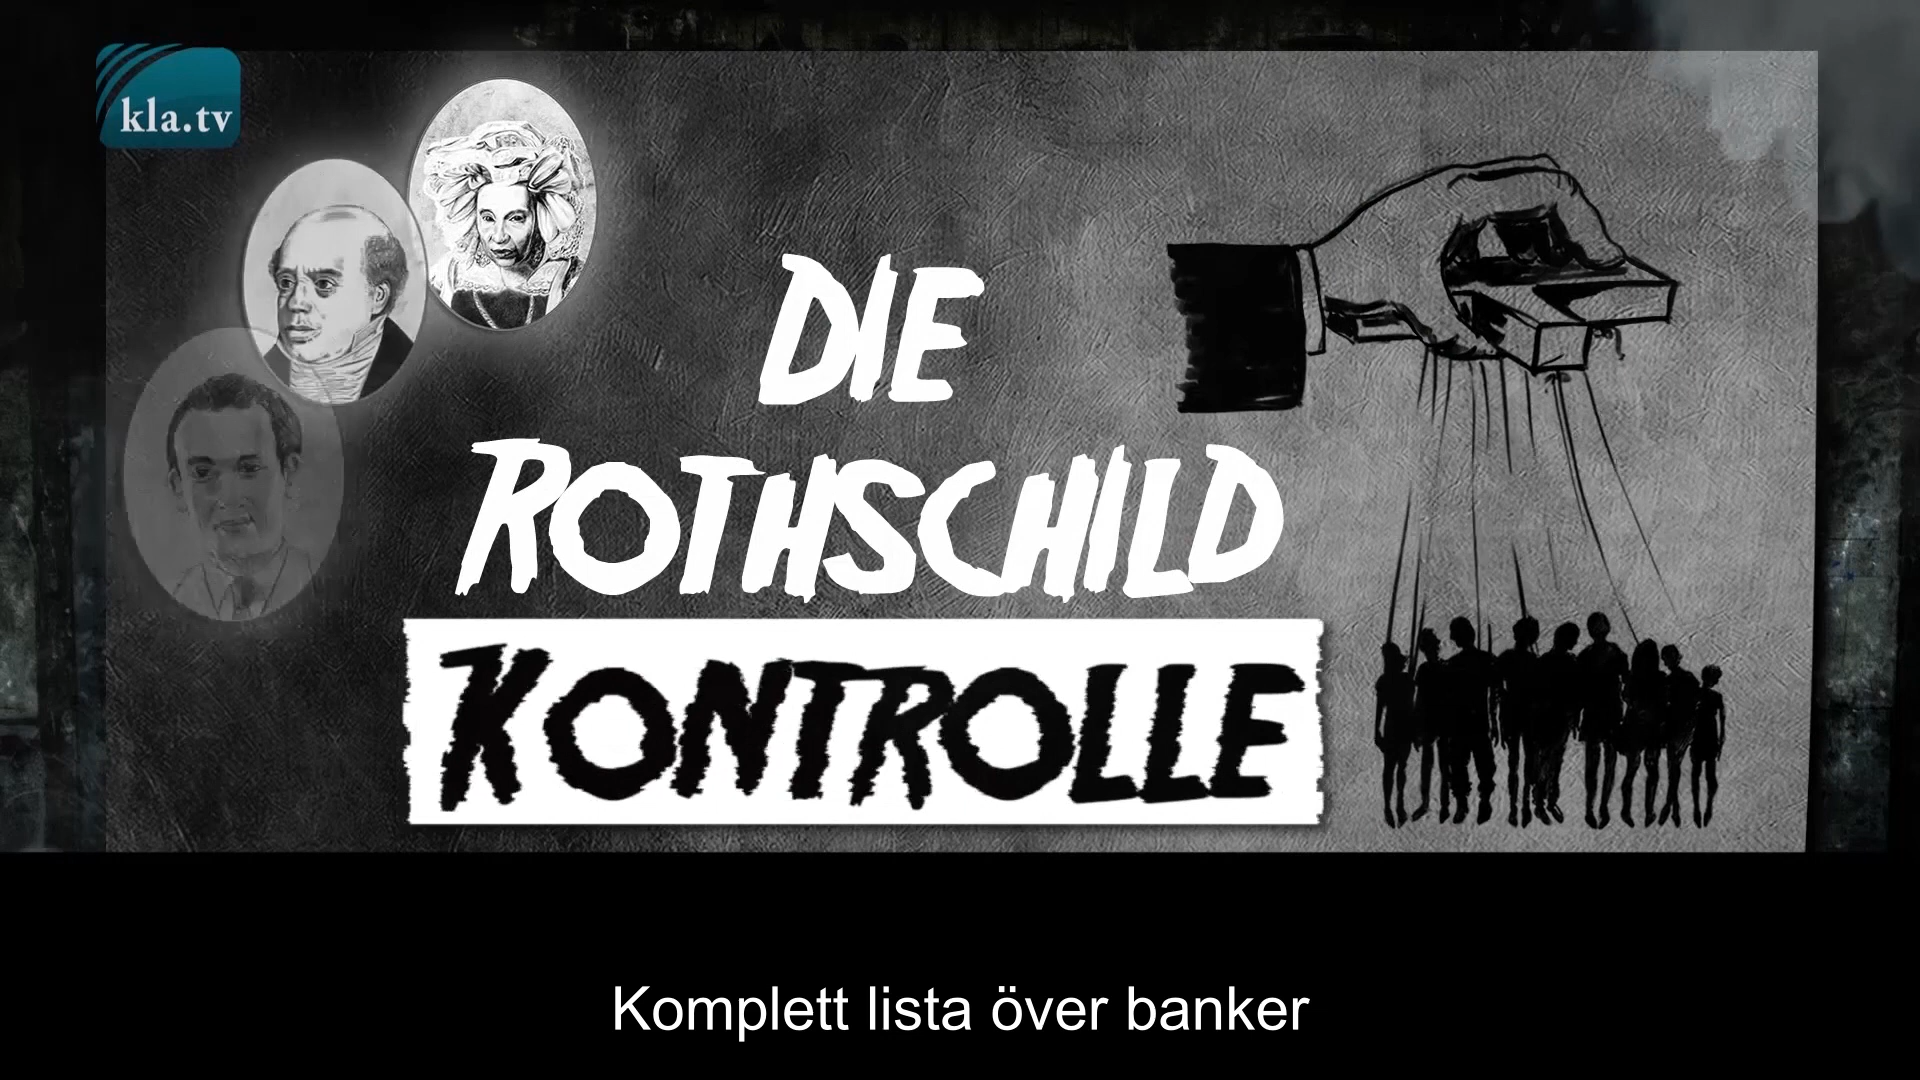 kla.tv
DIE
ROTHSCHILD
KONTROLLE
Komplett lista över banker